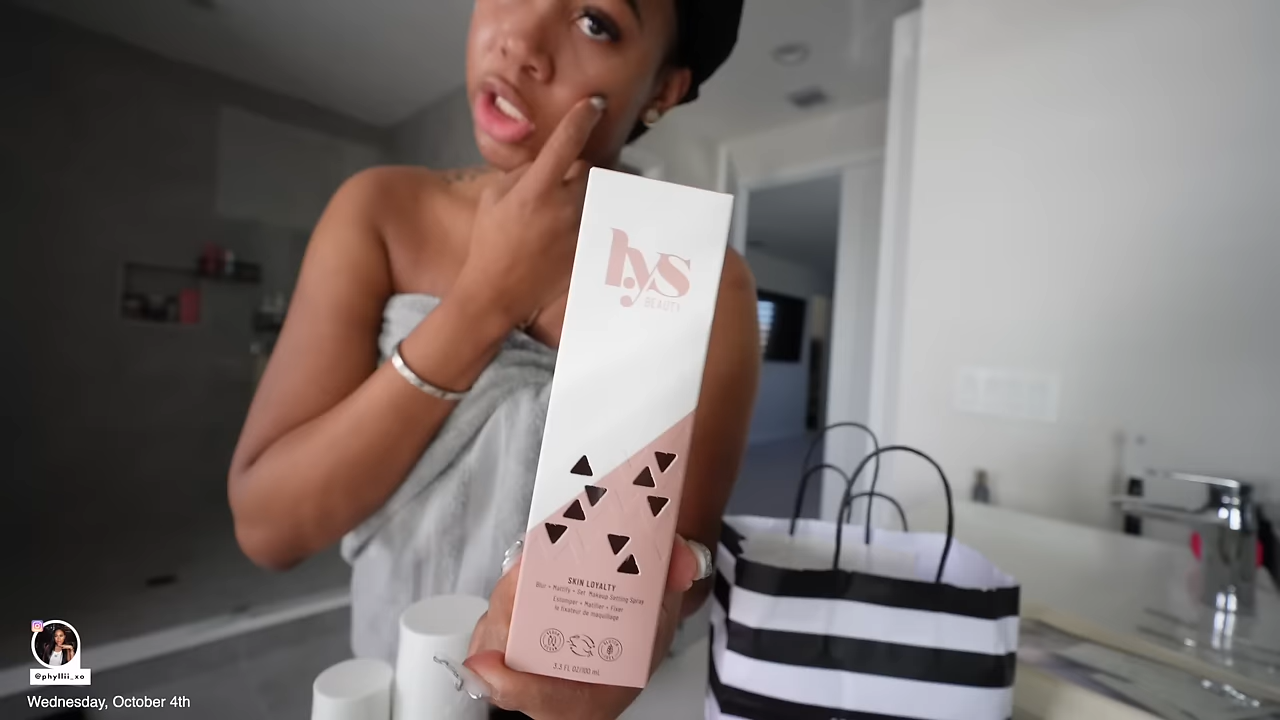 lys
BEAUTY
SKIN LOYALTY
Blur + Mattify + Set Makeup Setting Spray
Estomper + Matifier + Fixer
le fixateur de maquillage
3.3 FL OZ/100 mL
@phyllii_xo
Wednesday, October 4th